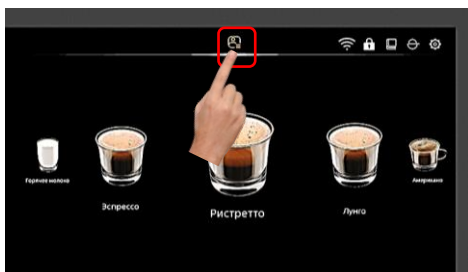 Горячее молоко
Эспрессо
Ристретто
Лунго
Американо